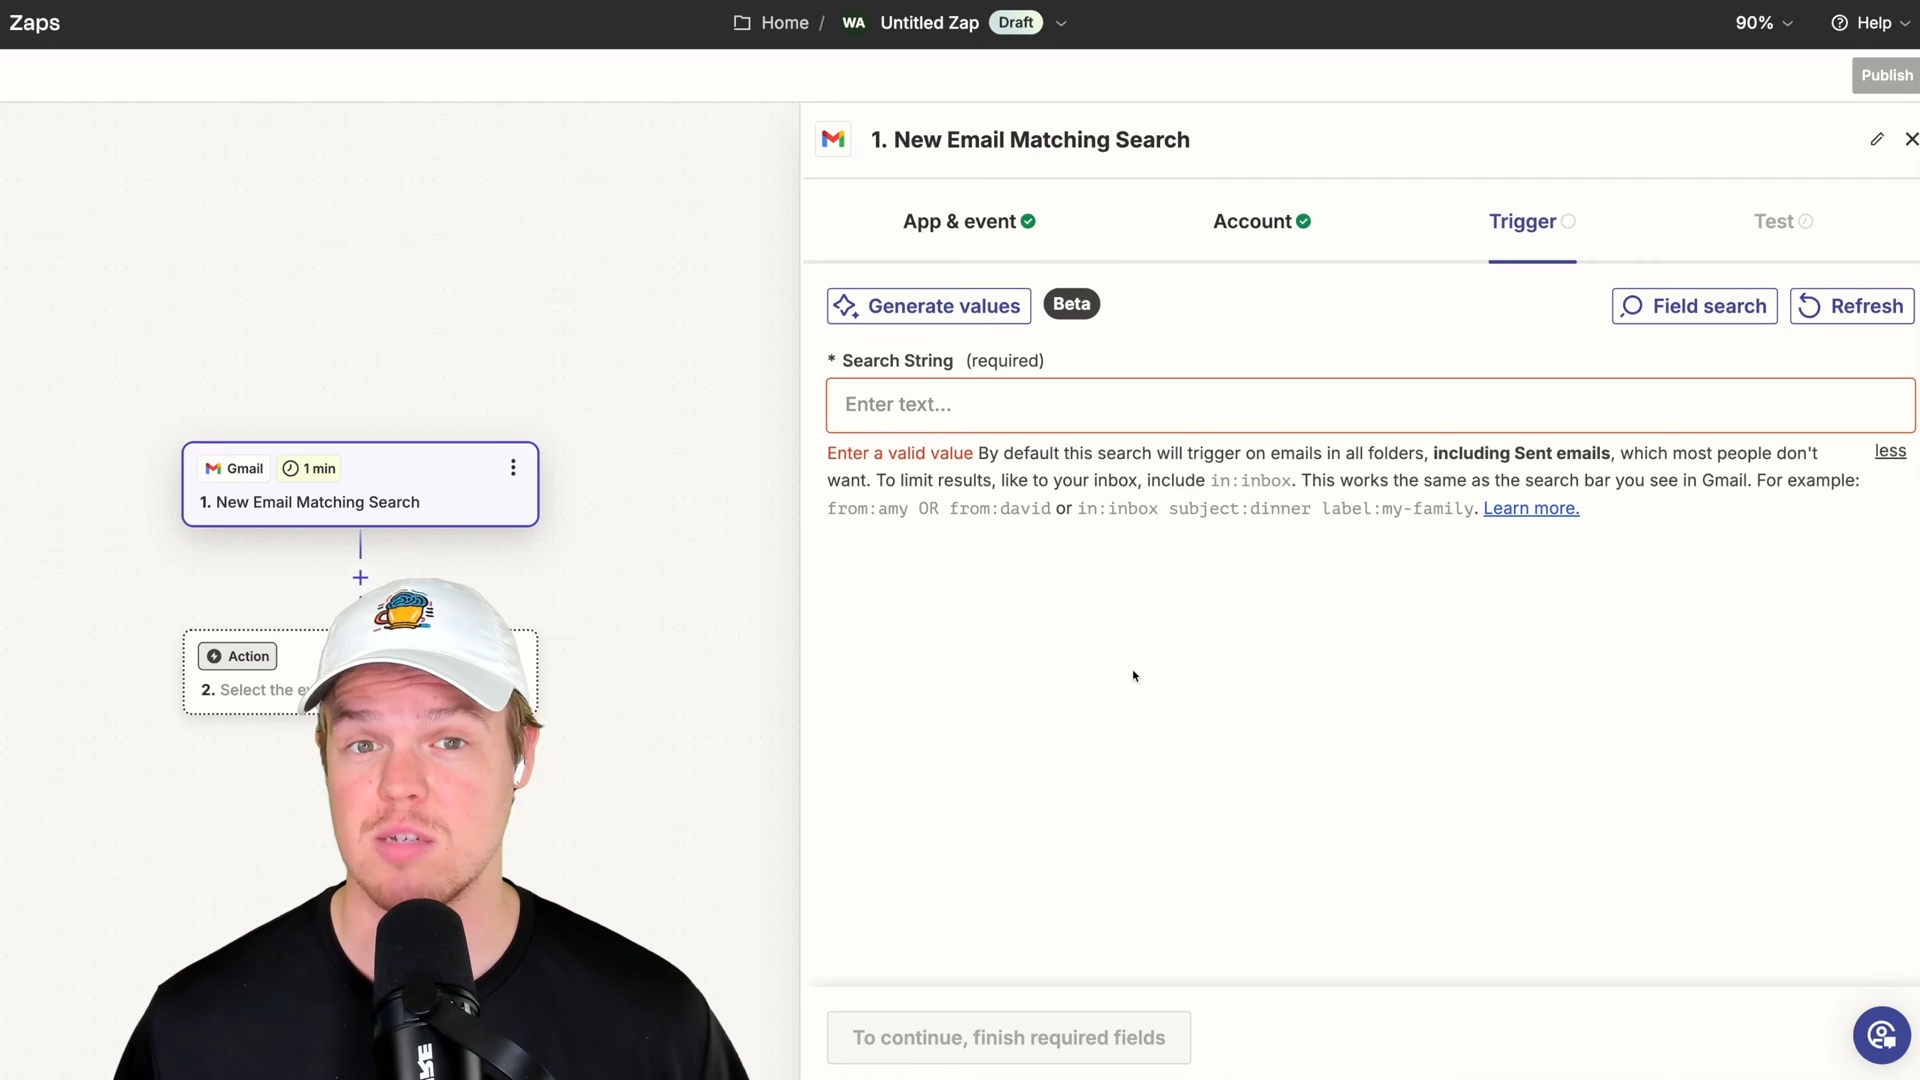 Zaps
Home / WA Untitled Zap Draft
90%
Help
Publish
1. New Email Matching Search
App & event
Account
Trigger
Test
Generate values
Beta
Field search
Refresh
* Search String (required)
Enter text...
Enter a valid value By default this search will trigger on emails in all folders, including Sent emails, which most people don't
less
want. To limit results, like to your inbox, include in:inbox. This works the same as the search bar you see in Gmail. For example:
from:amy OR from:david or in:inbox subject:dinner label:my-family. Learn more.
Gmail
1 min
1. New Email Matching Search
Action
2. Select the
To continue, finish required fields